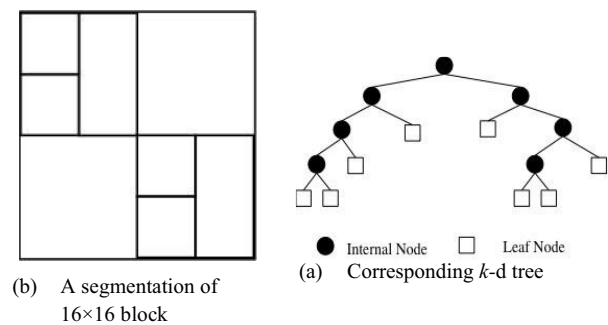 Internal Node Leaf Node
(a) Corresponding k-d tree
(b) A segmentation of
16×16 block